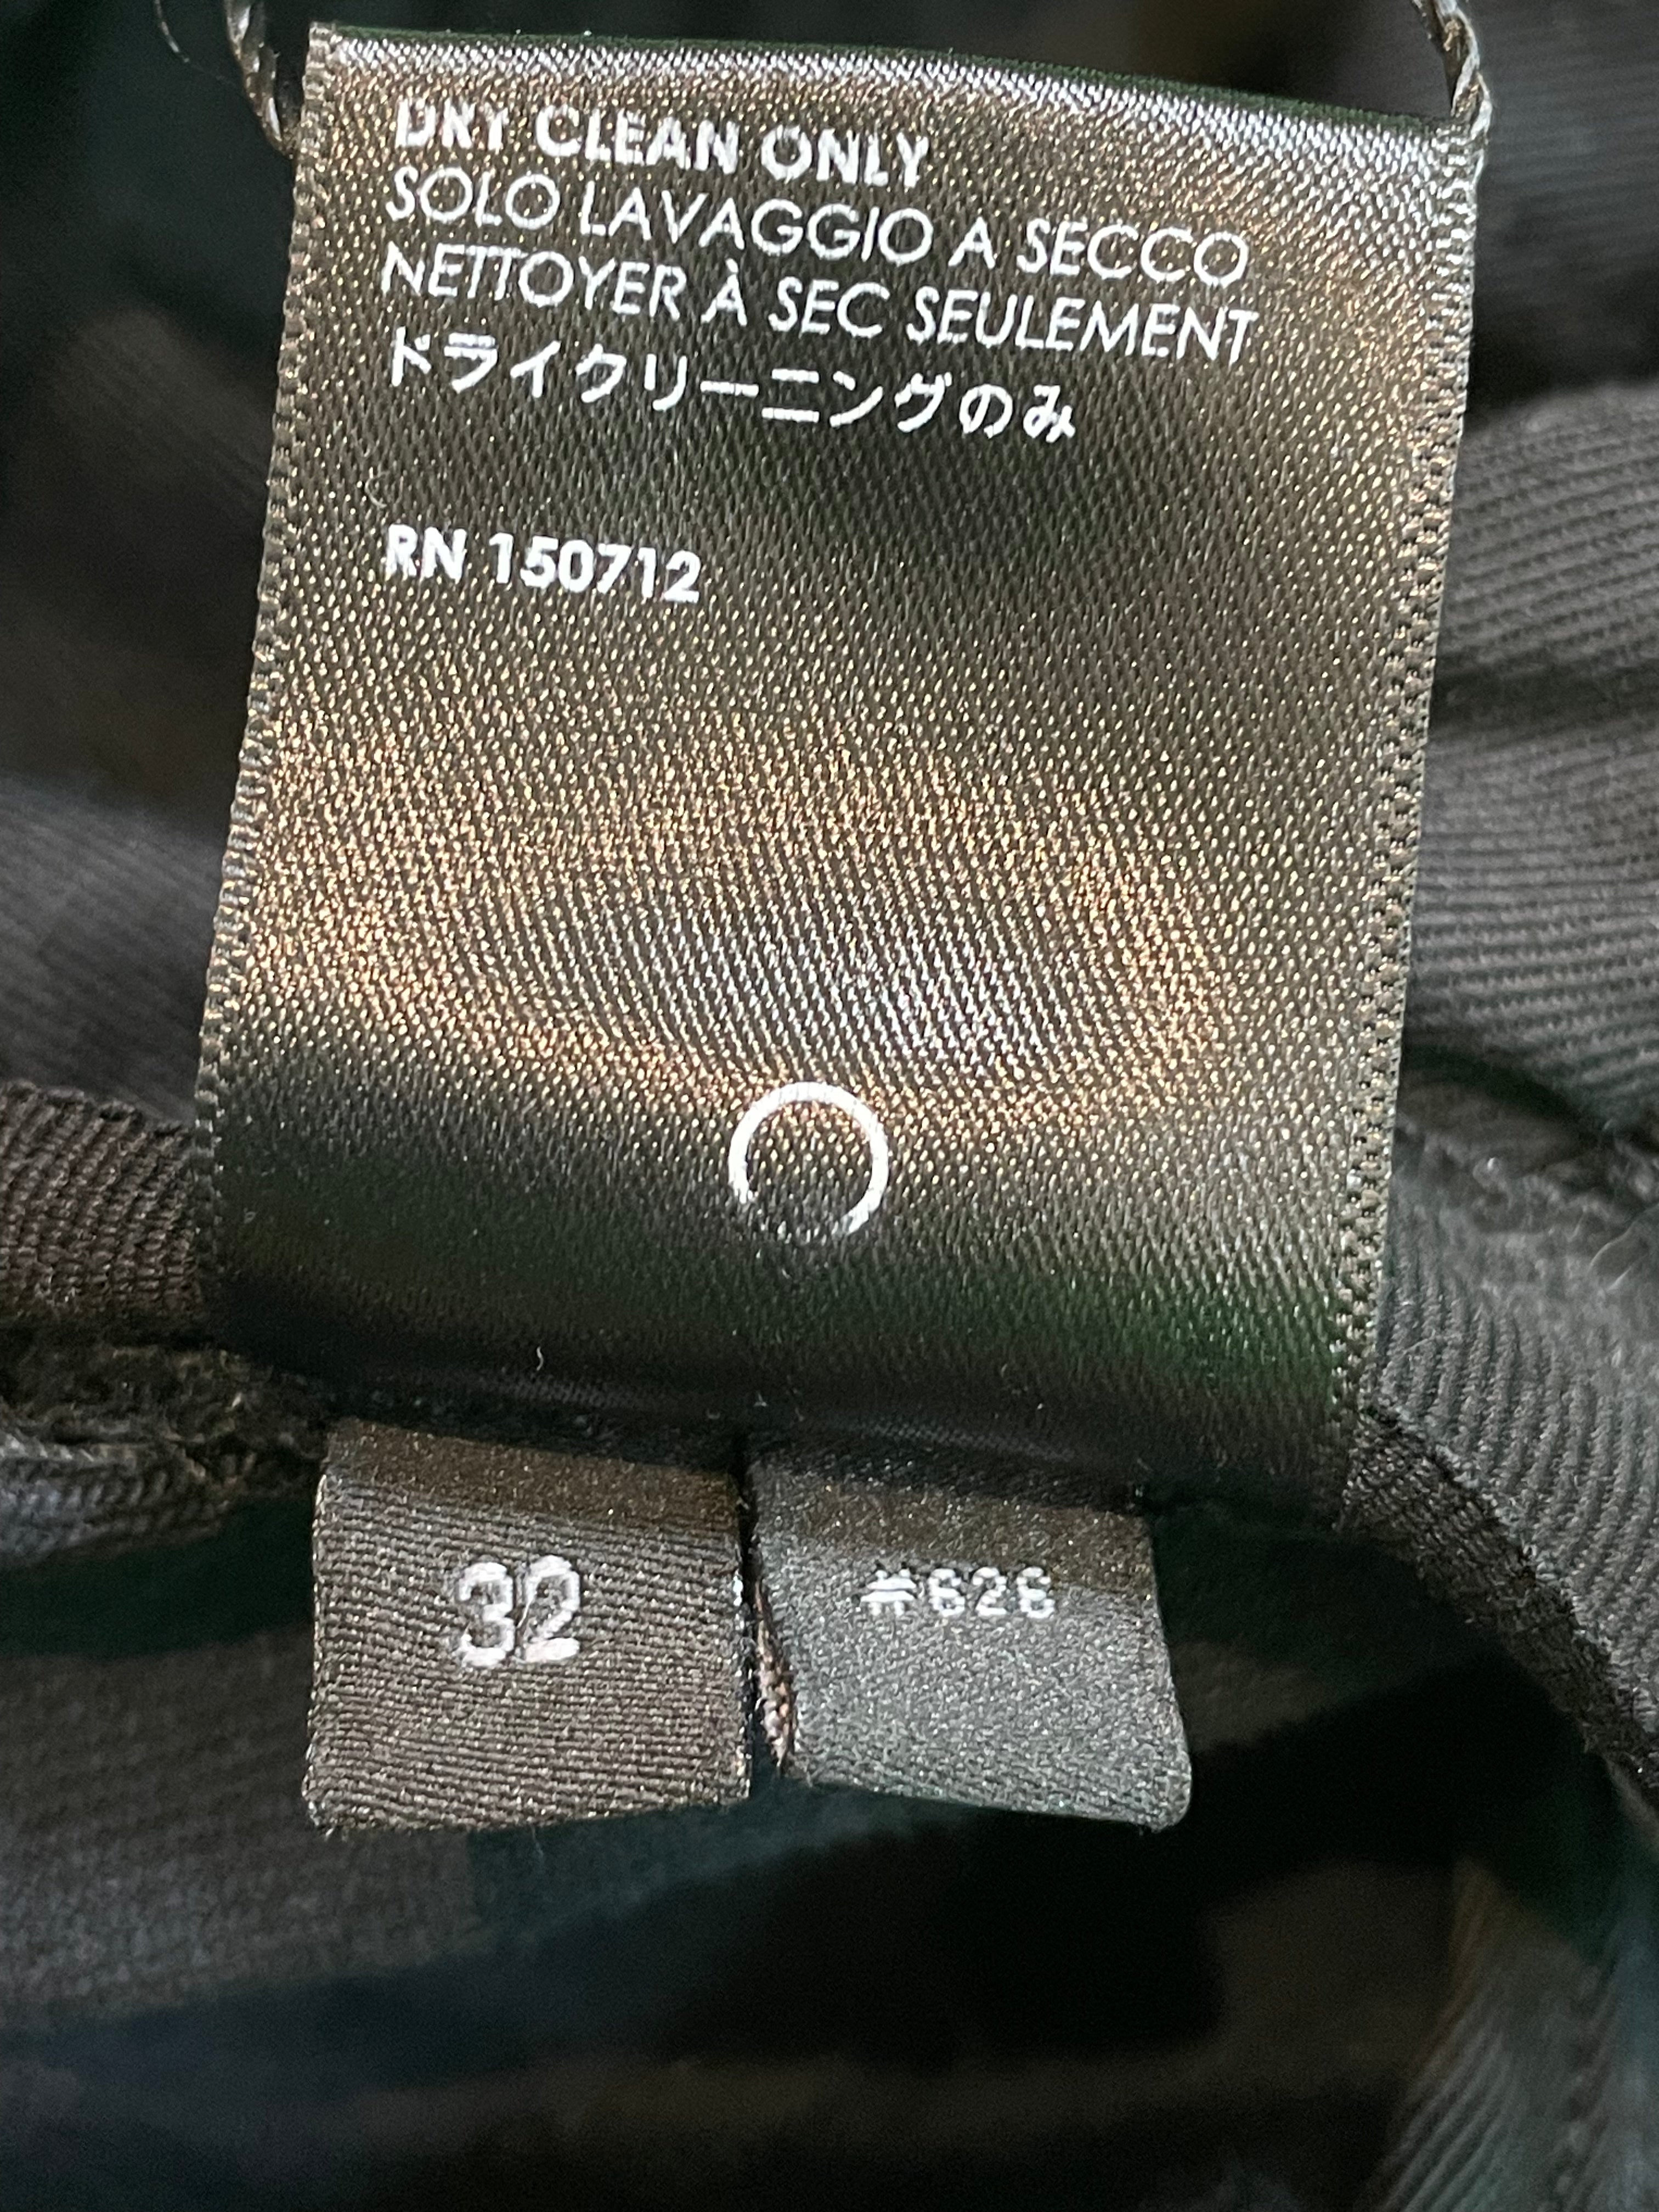 DRY CLEAN ONLY
SOLO LAVAGGIO A SECCO
NETTOYER À SEC SEULEMENT
ドライクリーニングのみ
RN 150712
32
#626